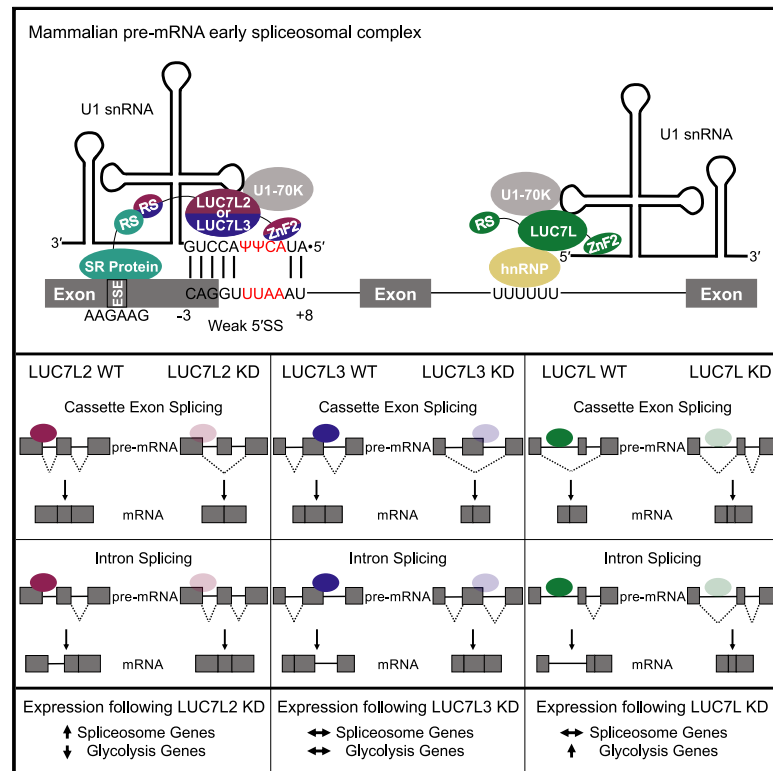 Mammalian pre-mRNA early spliceosomal complex
U1 snRNA
U1 snRNA
U1-70K
U1-70K
RS
RS
LUC7L2
or
LUC7L3
ZnF2
RS
LUC7L
ZnF2
3′
GUCCAΨΨCAUA•5′
5′
3′
SR Protein
hnRNP
Exon
ESE
CAGGUUUAAAU
Exon
UUUUUU
Exon
AAGAAG
-3
+8
Weak 5′SS
LUC7L2 WT
LUC7L2 KD
Cassette Exon Splicing
pre-mRNA
mRNA
Intron Splicing
pre-mRNA
mRNA
Expression following LUC7L2 KD
Spliceosome Genes
Glycolysis Genes
LUC7L3 WT
LUC7L3 KD
Cassette Exon Splicing
pre-mRNA
mRNA
Intron Splicing
pre-mRNA
mRNA
Expression following LUC7L3 KD
Spliceosome Genes
Glycolysis Genes
LUC7L WT
LUC7L KD
Cassette Exon Splicing
pre-mRNA
mRNA
Intron Splicing
pre-mRNA
mRNA
Expression following LUC7L KD
Spliceosome Genes
Glycolysis Genes